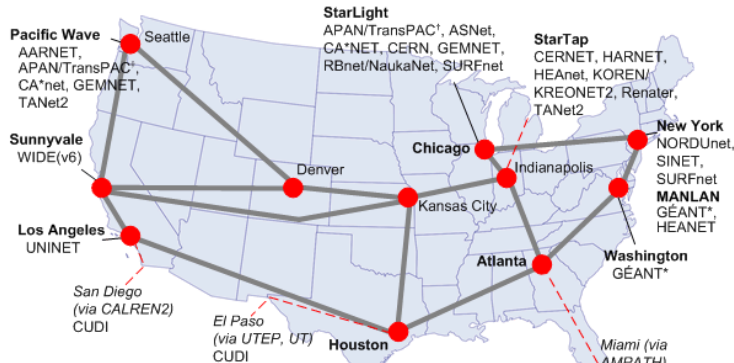 StarLight
APAN/TransPAC†, ASNet,
CA*NET, CERN, GEMNET,
RBnet/NaukaNet, SURFnet
Pacific Wave
AARNET,
APAN/TransPAC†,
CA*net, GEMNET,
TANet2
Seattle
StarTap
CERNET, HARNET,
HEAnet, KOREN/
KREONET2, Renater,
TANet2
Sunnyvale
WIDE(v6)
Denver
Chicago
Indianapolis
Kansas City
New York
NORDUnet,
SINET,
SURFnet
MANLAN
GÉANT*,
HEANET
Los Angeles
UNINET
Atlanta
Washington
GÉANT*
San Diego
(via CALREN2)
CUDI
El Paso
(via UTEP, UT)
CUDI
Houston
Miami (via
AMPATH)